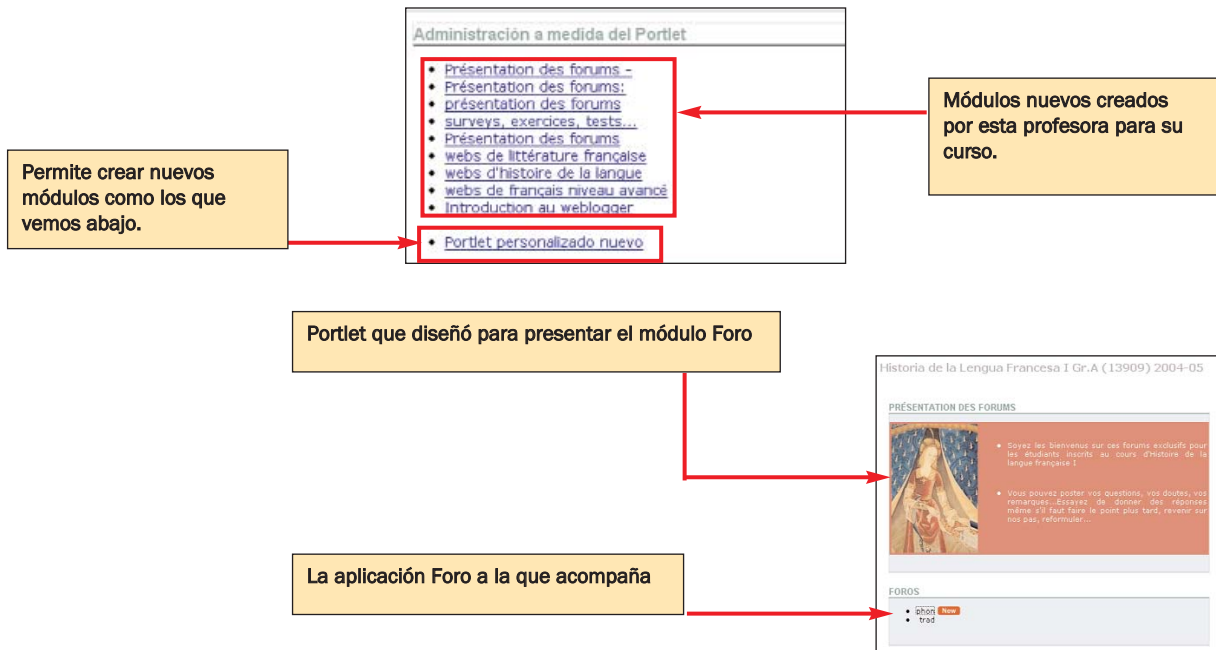 Administración a medida del Portlet
Présentation des forums -
Présentation des forums:
présentation des forums
surveys, exercices, tests...
Présentation des forums
webs de littérature française
webs d'histoire de la langue
webs de français niveau avancé
Introduction au weblogger
Portlet personalizado nuevo
Módulos nuevos creados
por esta profesora para su
curso.
Permite crear nuevos
módulos como los que
vemos abajo.
Portlet que diseñó para presentar el módulo Foro
Historia de la Lengua Francesa I Gr.A (13909) 2004-05
PRÉSENTATION DES FORUMS
Soyez les bienvenus sur ces forums exclusifs pour
les étudiants inscrits au cours d'Histoire de la
langue française I
Vous pouvez poster vos questions, vos doutes, vos
remarques...Essayez de donner des réponses
même s'il faut faire le point plus tard, revenir sur
nos pas, reformuler...
La aplicación Foro a la que acompaña
FOROS
phon New
trad